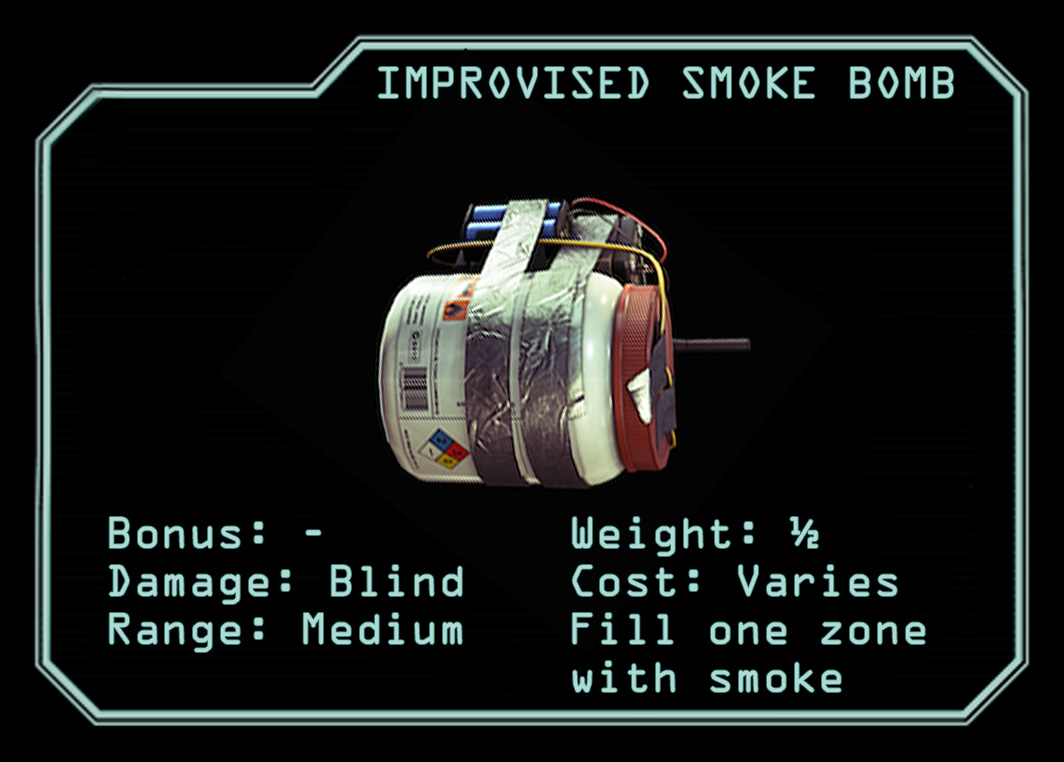 IMPROVISED SMOKE BOMB
Bonus: -
Damage: Blind
Range: Medium
Weight: ½
Cost: Varies
Fill one zone
with smoke